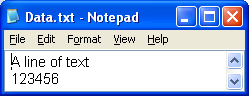 Data.txt - Notepad
File Edit Format View Help
A line of text
123456